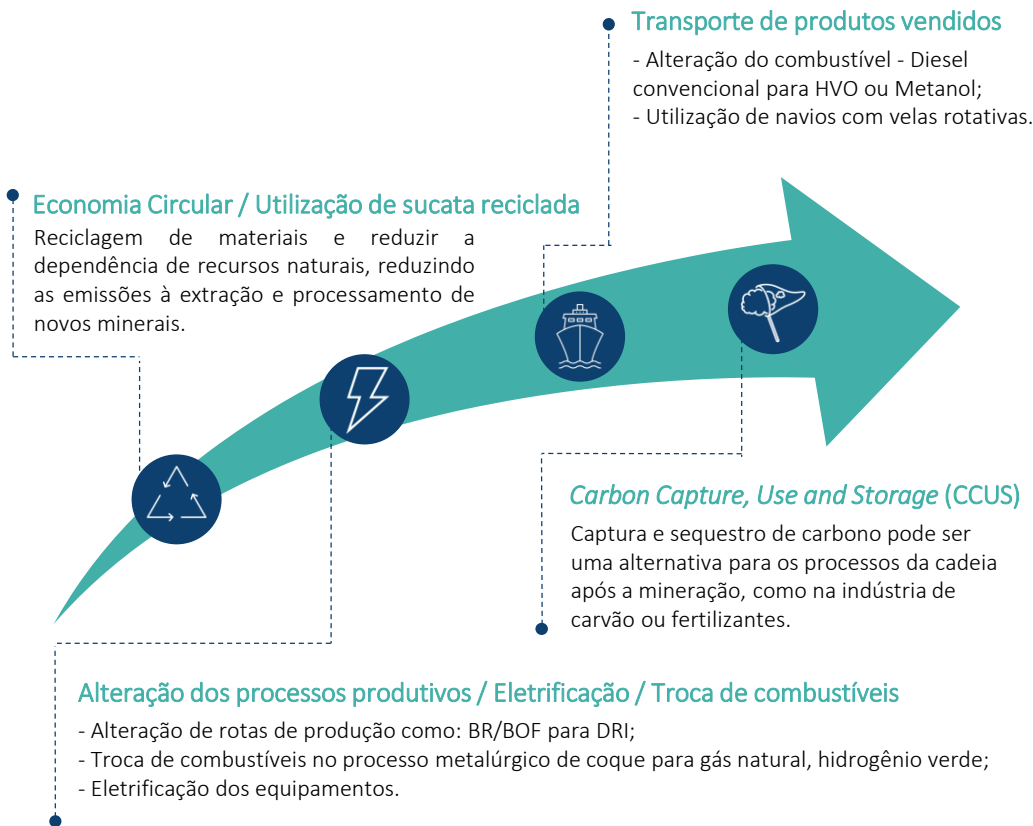 Transporte de produtos vendidos
- Alteração do combustível - Diesel
convencional para HVO ou Metanol;
- Utilização de navios com velas rotativas.
Economia Circular / Utilização de sucata reciclada
Reciclagem de materiais e reduzir a
dependência de recursos naturais, reduzindo
as emissões à extração e processamento de
novos minerais.
Carbon Capture, Use and Storage (CCUS)
Captura e sequestro de carbono pode ser
uma alternativa para os processos da cadeia
após a mineração, como na indústria de
carvão ou fertilizantes.
Alteração dos processos produtivos / Eletrificação / Troca de combustíveis
- Alteração de rotas de produção como: BR/BOF para DRI;
- Troca de combustíveis no processo metalúrgico de coque para gás natural, hidrogênio verde;
- Eletrificação dos equipamentos.